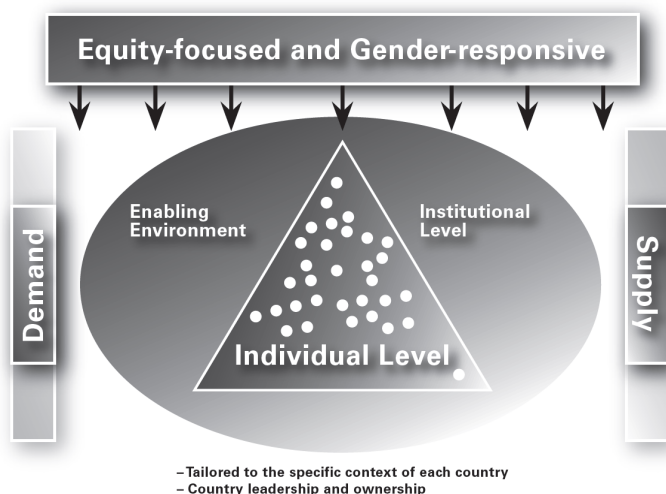 Equity-focused and Gender-responsive
Enabling
Environment
Institutional
Level
Demand
Supply
Individual Level
– Tailored to the specific context of each country
– Country leadership and ownership